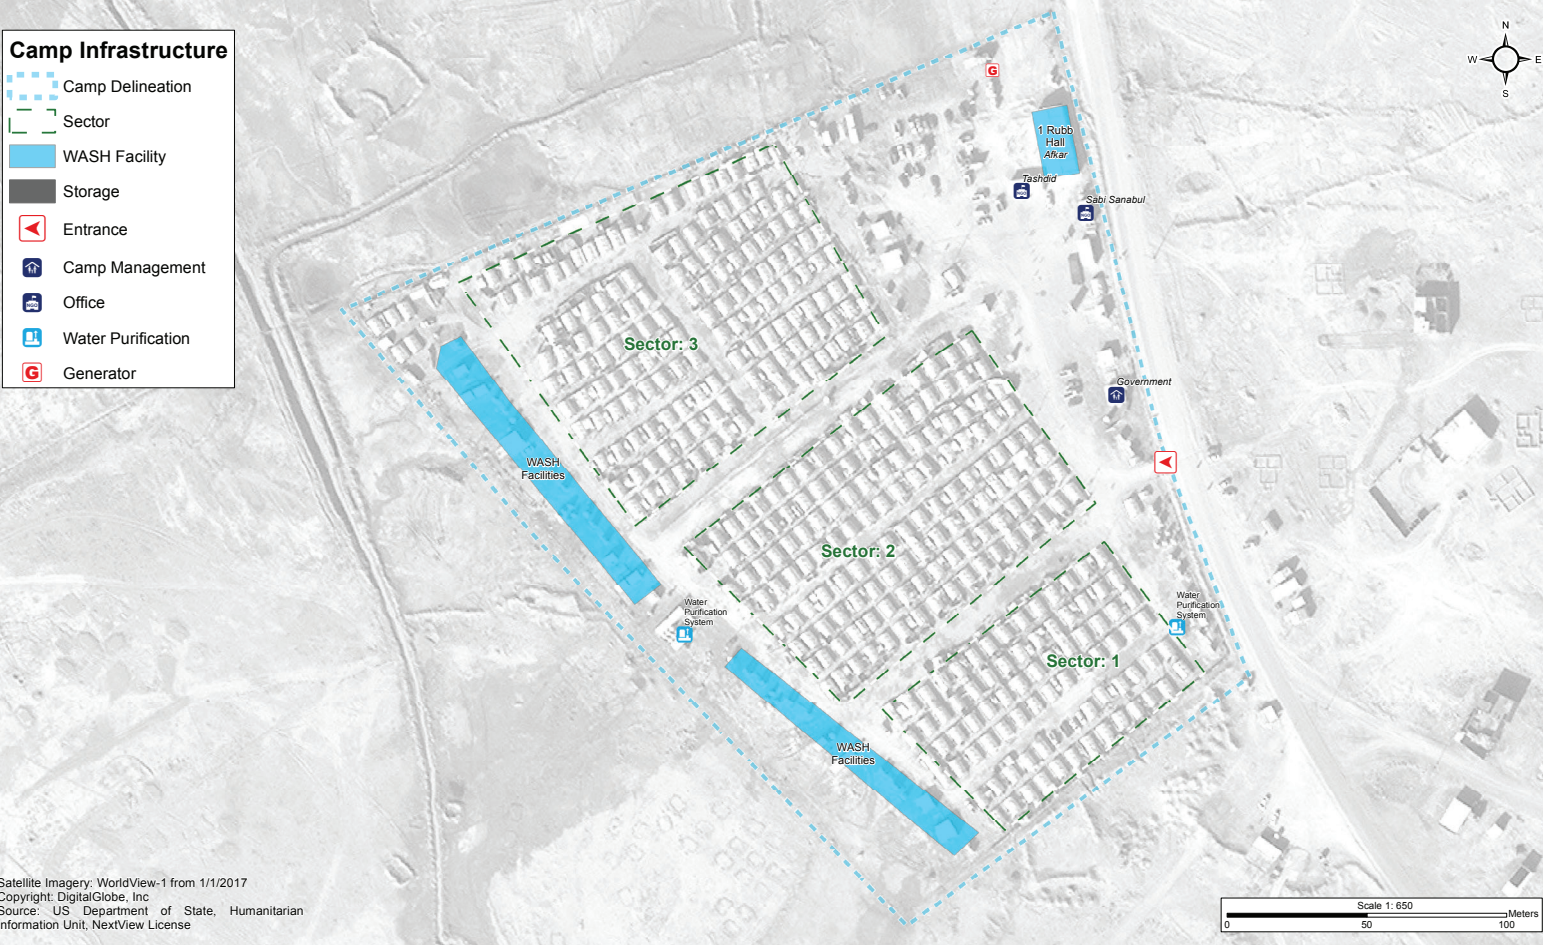 Camp Infrastructure
Camp Delineation
Sector
WASH Facility
Storage
Entrance
Camp Management
NGO
Office
Water Purification
G
Generator
N
W
E
S
G
1 Rubb
Hall
Afkar
Tashdid
NGO
Sabi Sanabul
NGO
Sector: 3
Government
WASH
Facilities
Sector: 2
Water
Purification
System
Water
Purification
System
Sector: 1
WASH
Facilities
Satellite Imagery: WorldView-1 from 1/1/2017
Copyright: DigitalGlobe, Inc
Source: US Department of State, Humanitarian
Information Unit, NextView License
Scale 1: 650
Meters
0
50
100